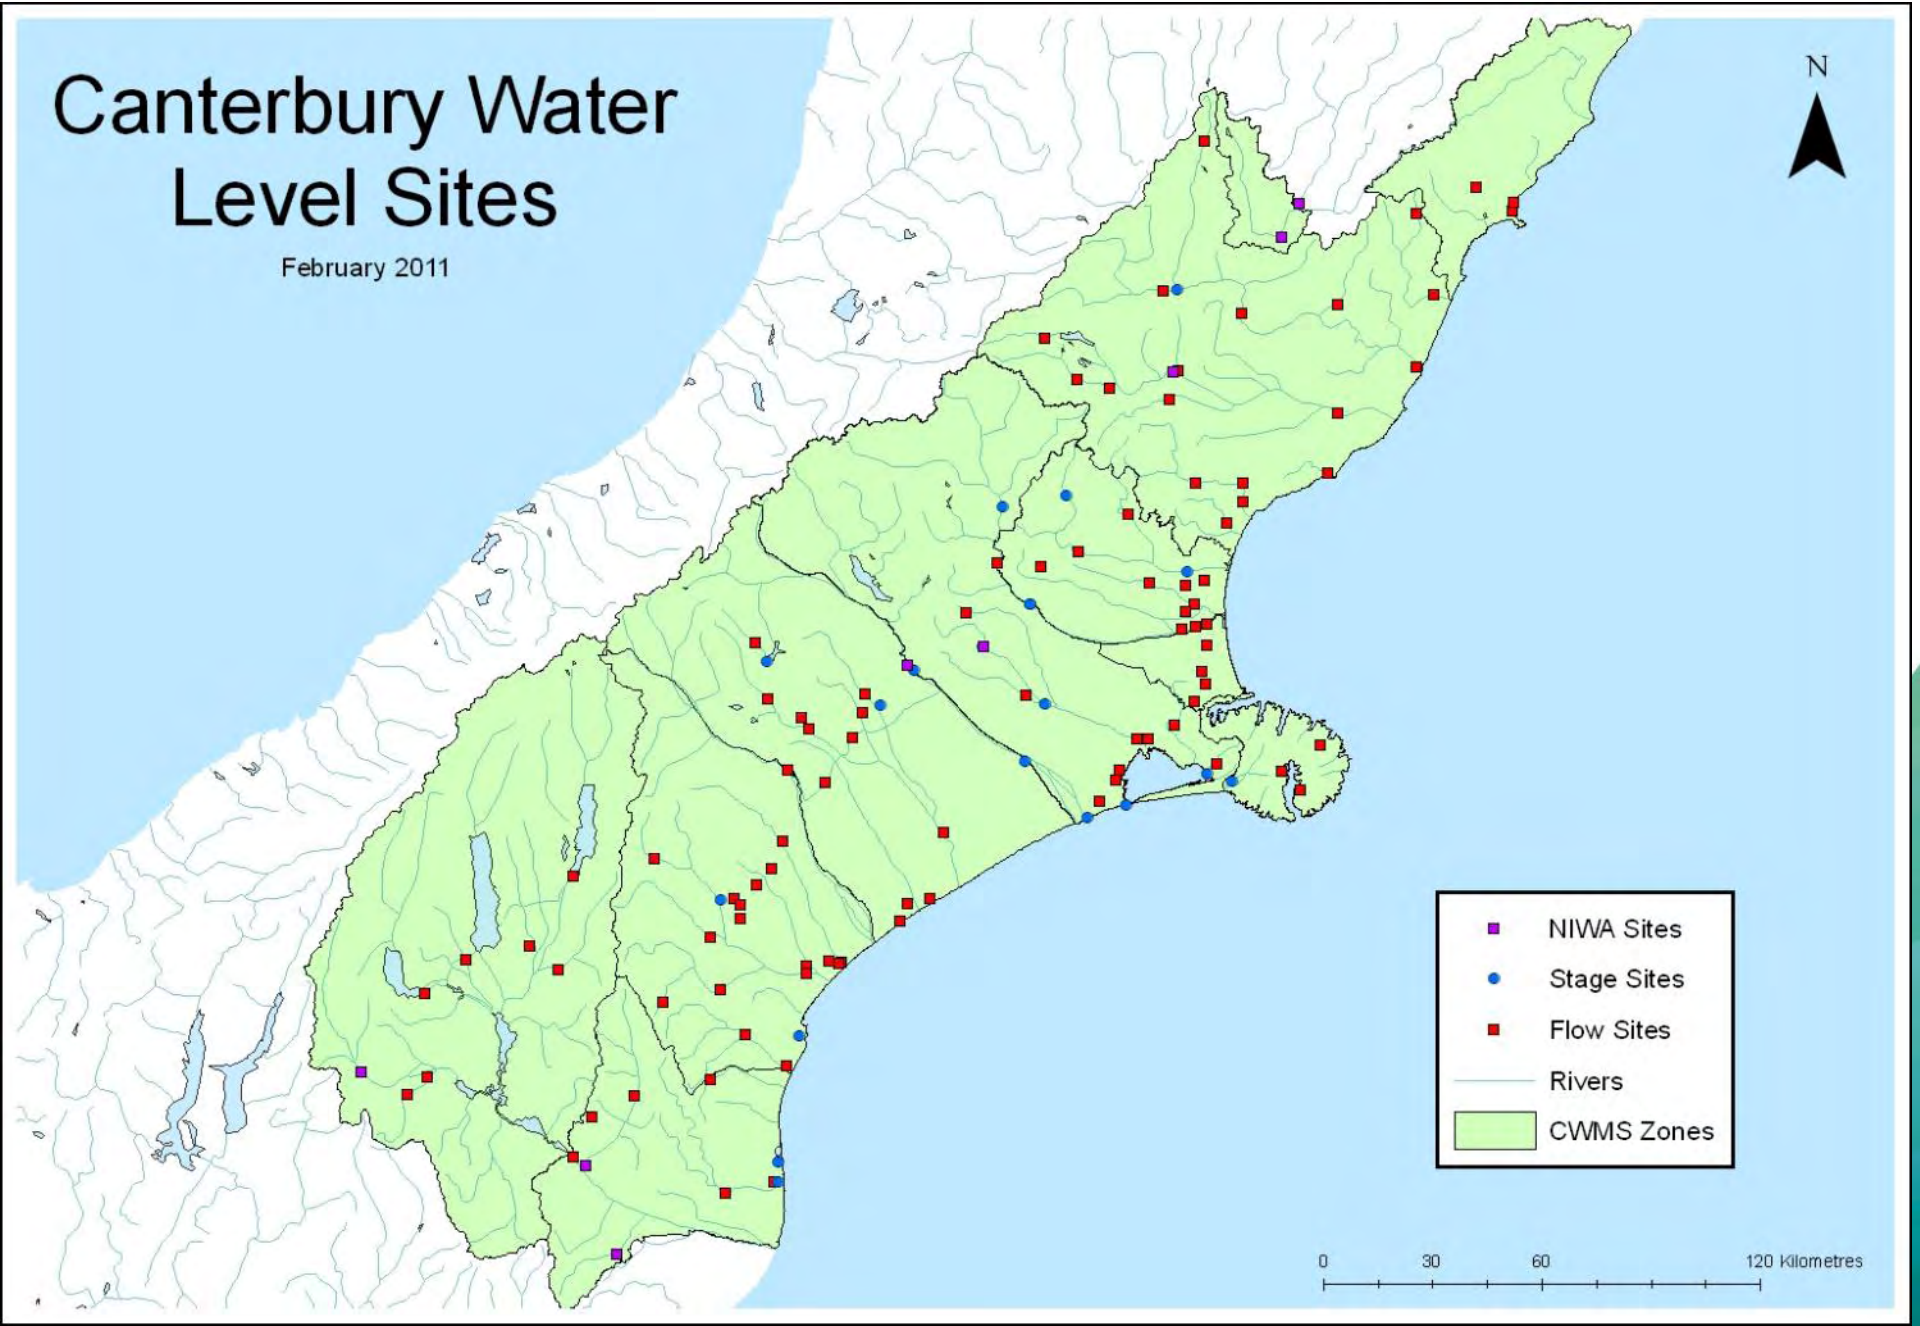 Canterbury Water
Level Sites
February 2011
N
NIWA Sites
Stage Sites
Flow Sites
Rivers
CWMS Zones
0 30 60 120 Kilometres